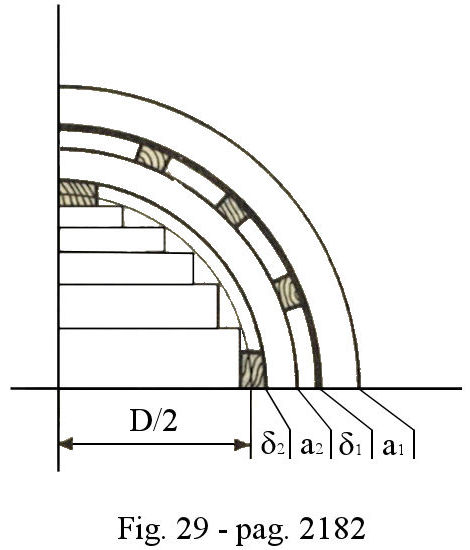 D/2
δ₂ a₂ δ₁ a₁
Fig. 29 - pag. 2182